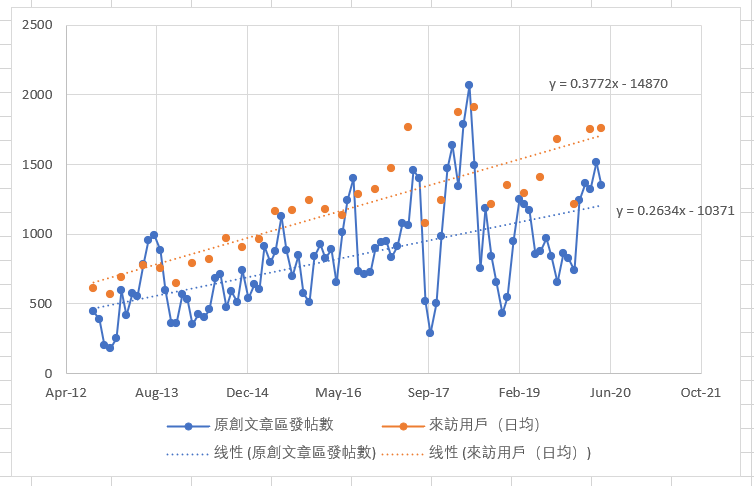 2500
2000
1500
1000
500
0
y = 0.3772x - 14870
y = 0.2634x - 10371
Apr-12 Aug-13 Dec-14 May-16 Sep-17 Feb-19 Jun-20 Oct-21
原創文章區發帖數 來訪用戶（日均）
线性 (原創文章區發帖數) 线性 (來訪用戶（日均）)